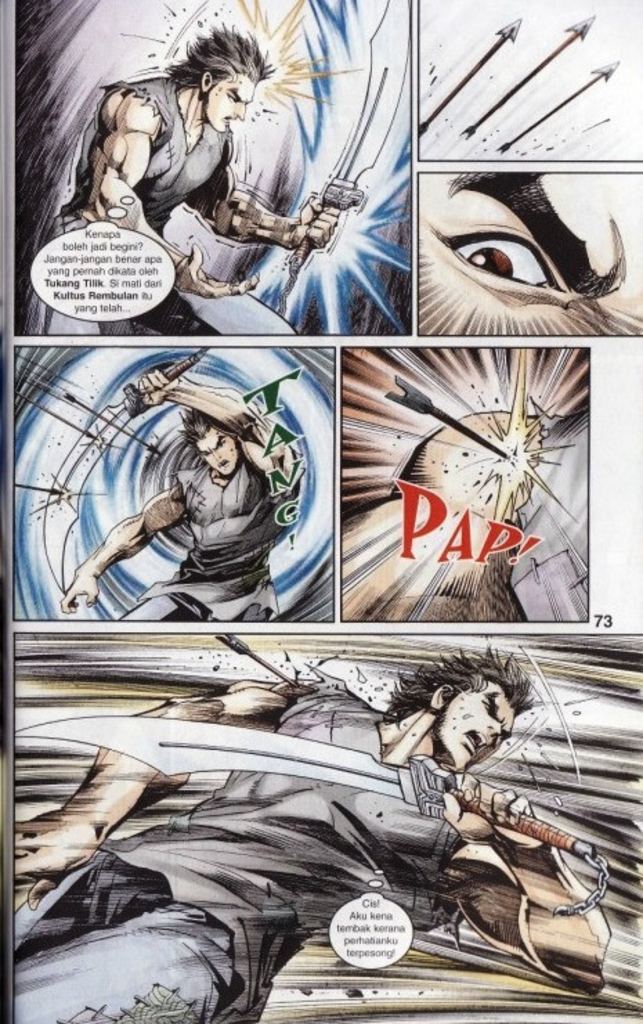 Kenapa
boleh jadi begini?
Jangan-jangan benar apa
yang pernah dikata oleh
Tukang Tilik. Si mati dari
Kultus Rembulan itu
yang telah...
TANG!
PAP!
73
Cis!
Aku kena
tembak kerana
perhatianku
terpesong!